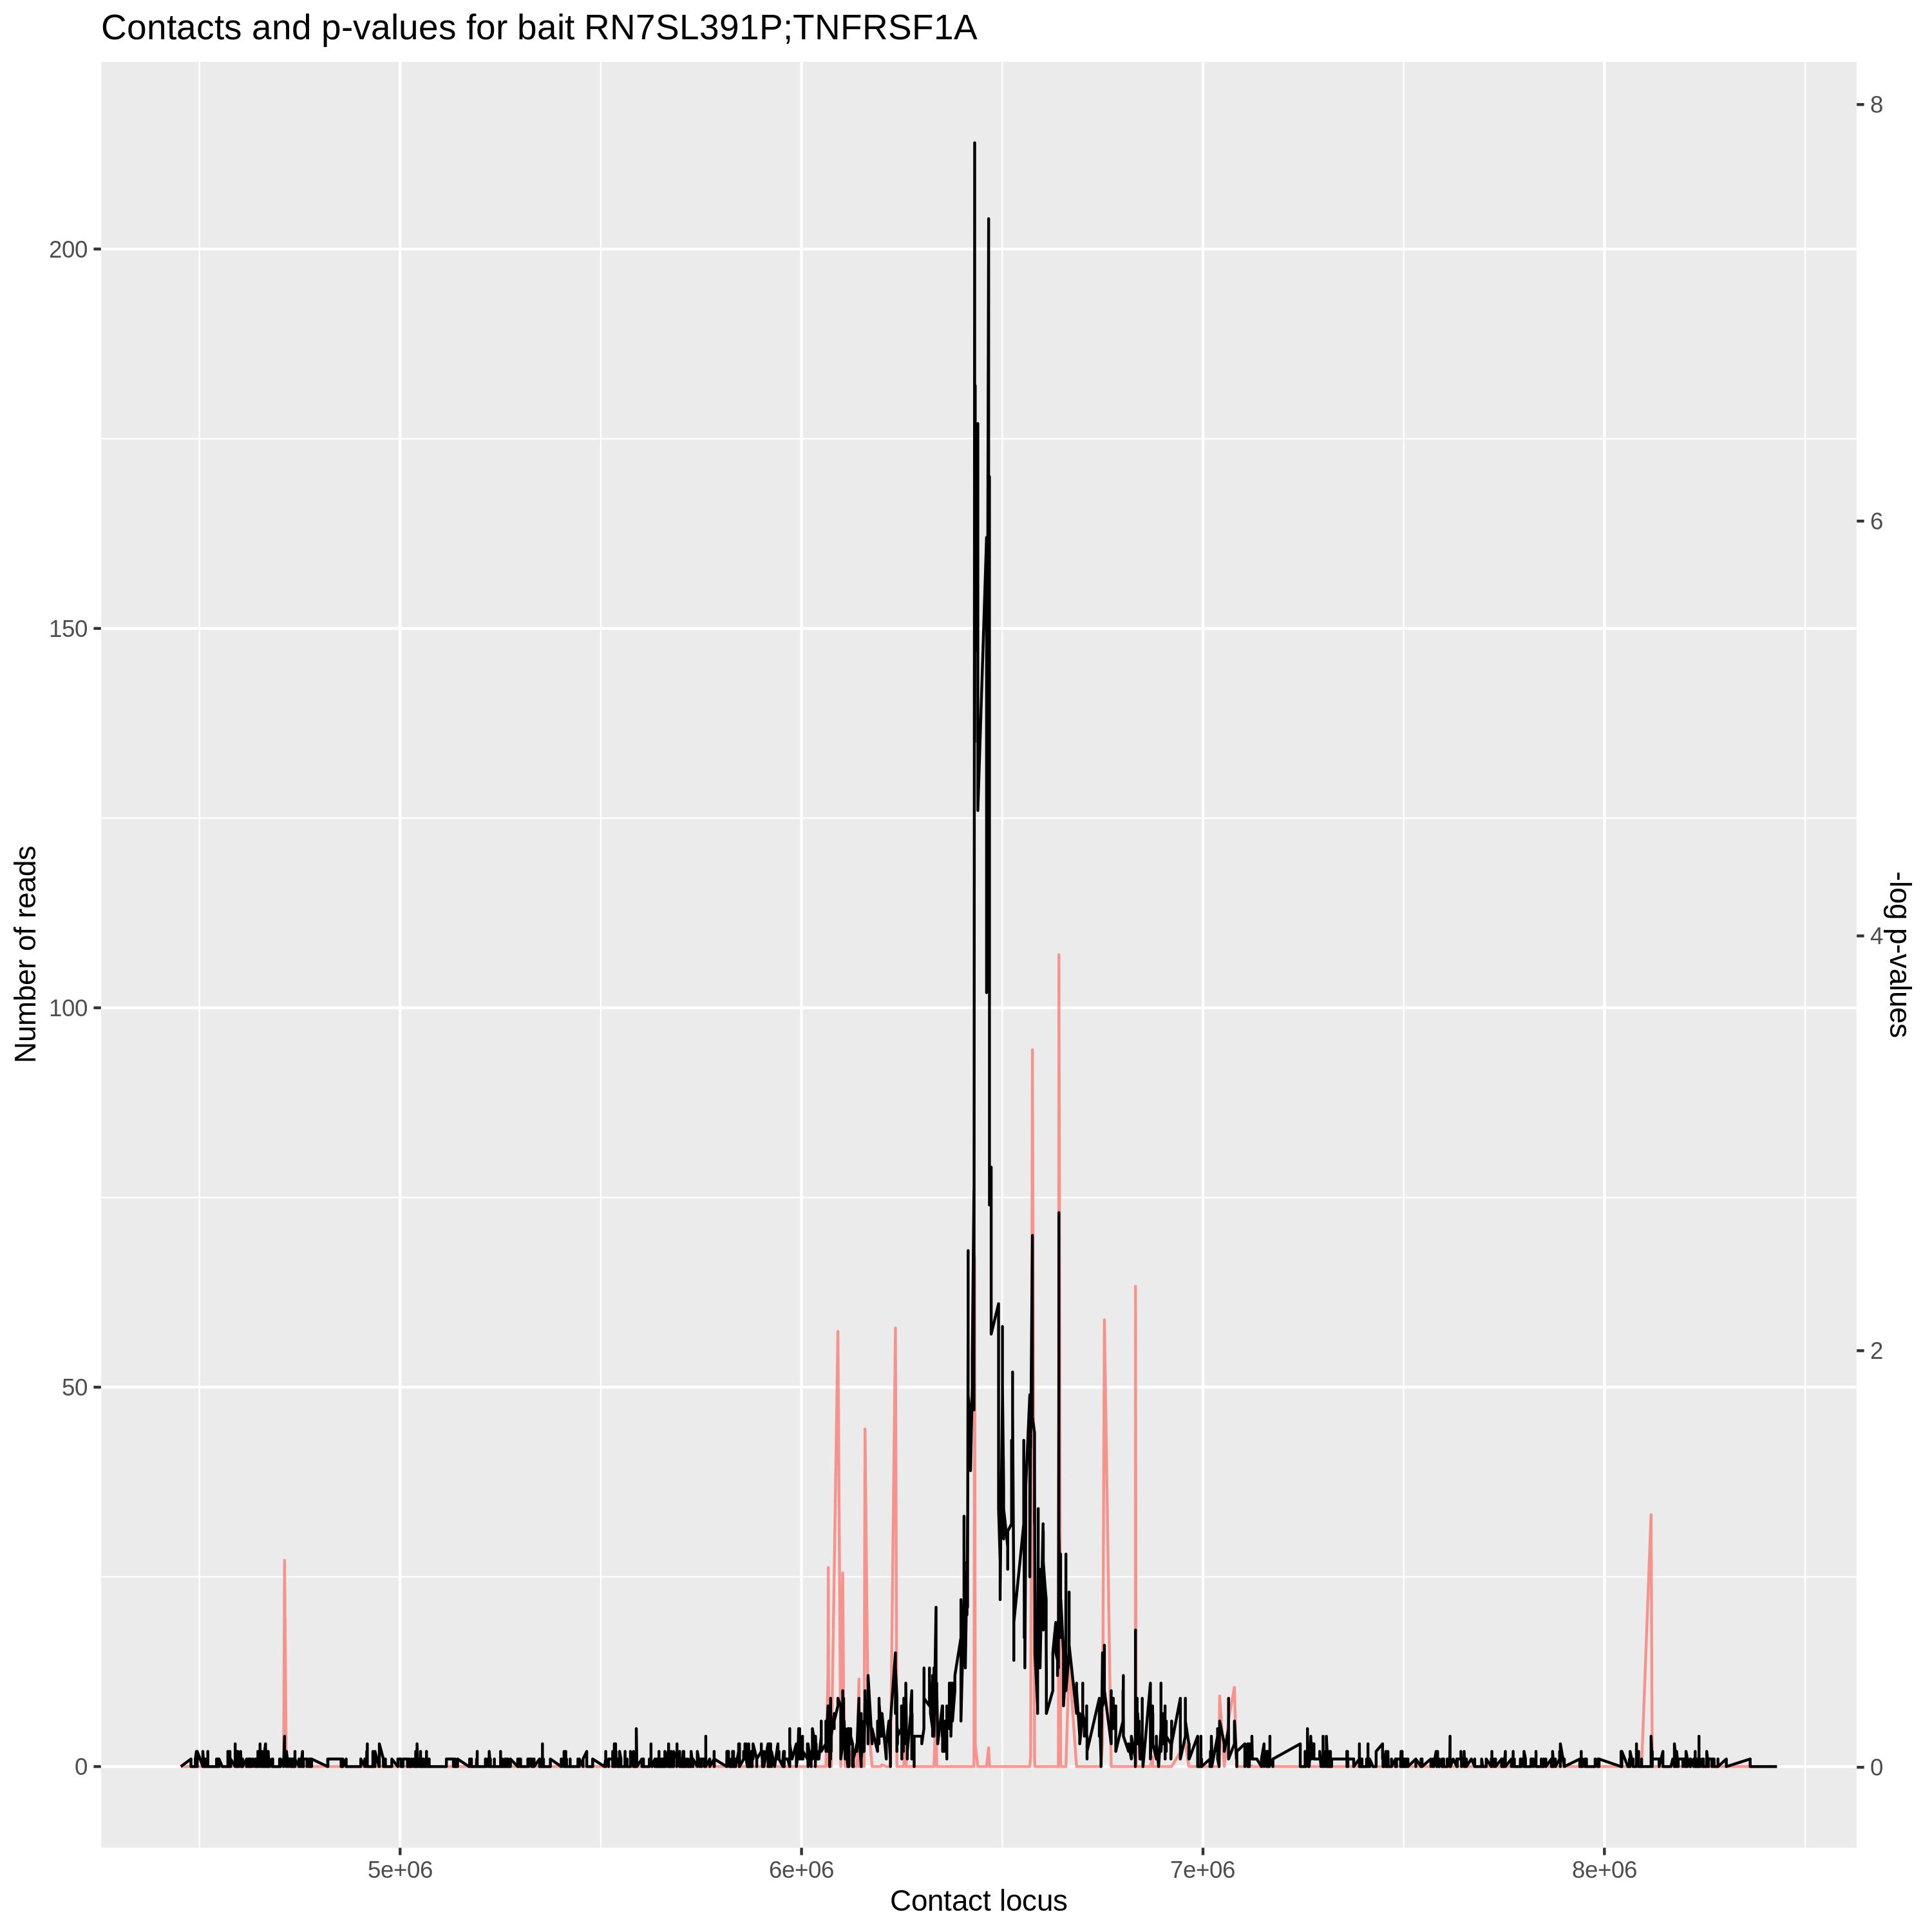 Contacts and p-values for bait RN7SL391P;TNFRSF1A
200
150
100
50
0
Number of reads
8
6
4
2
0
-log p-values
5e+06
6e+06
7e+06
8e+06
Contact locus